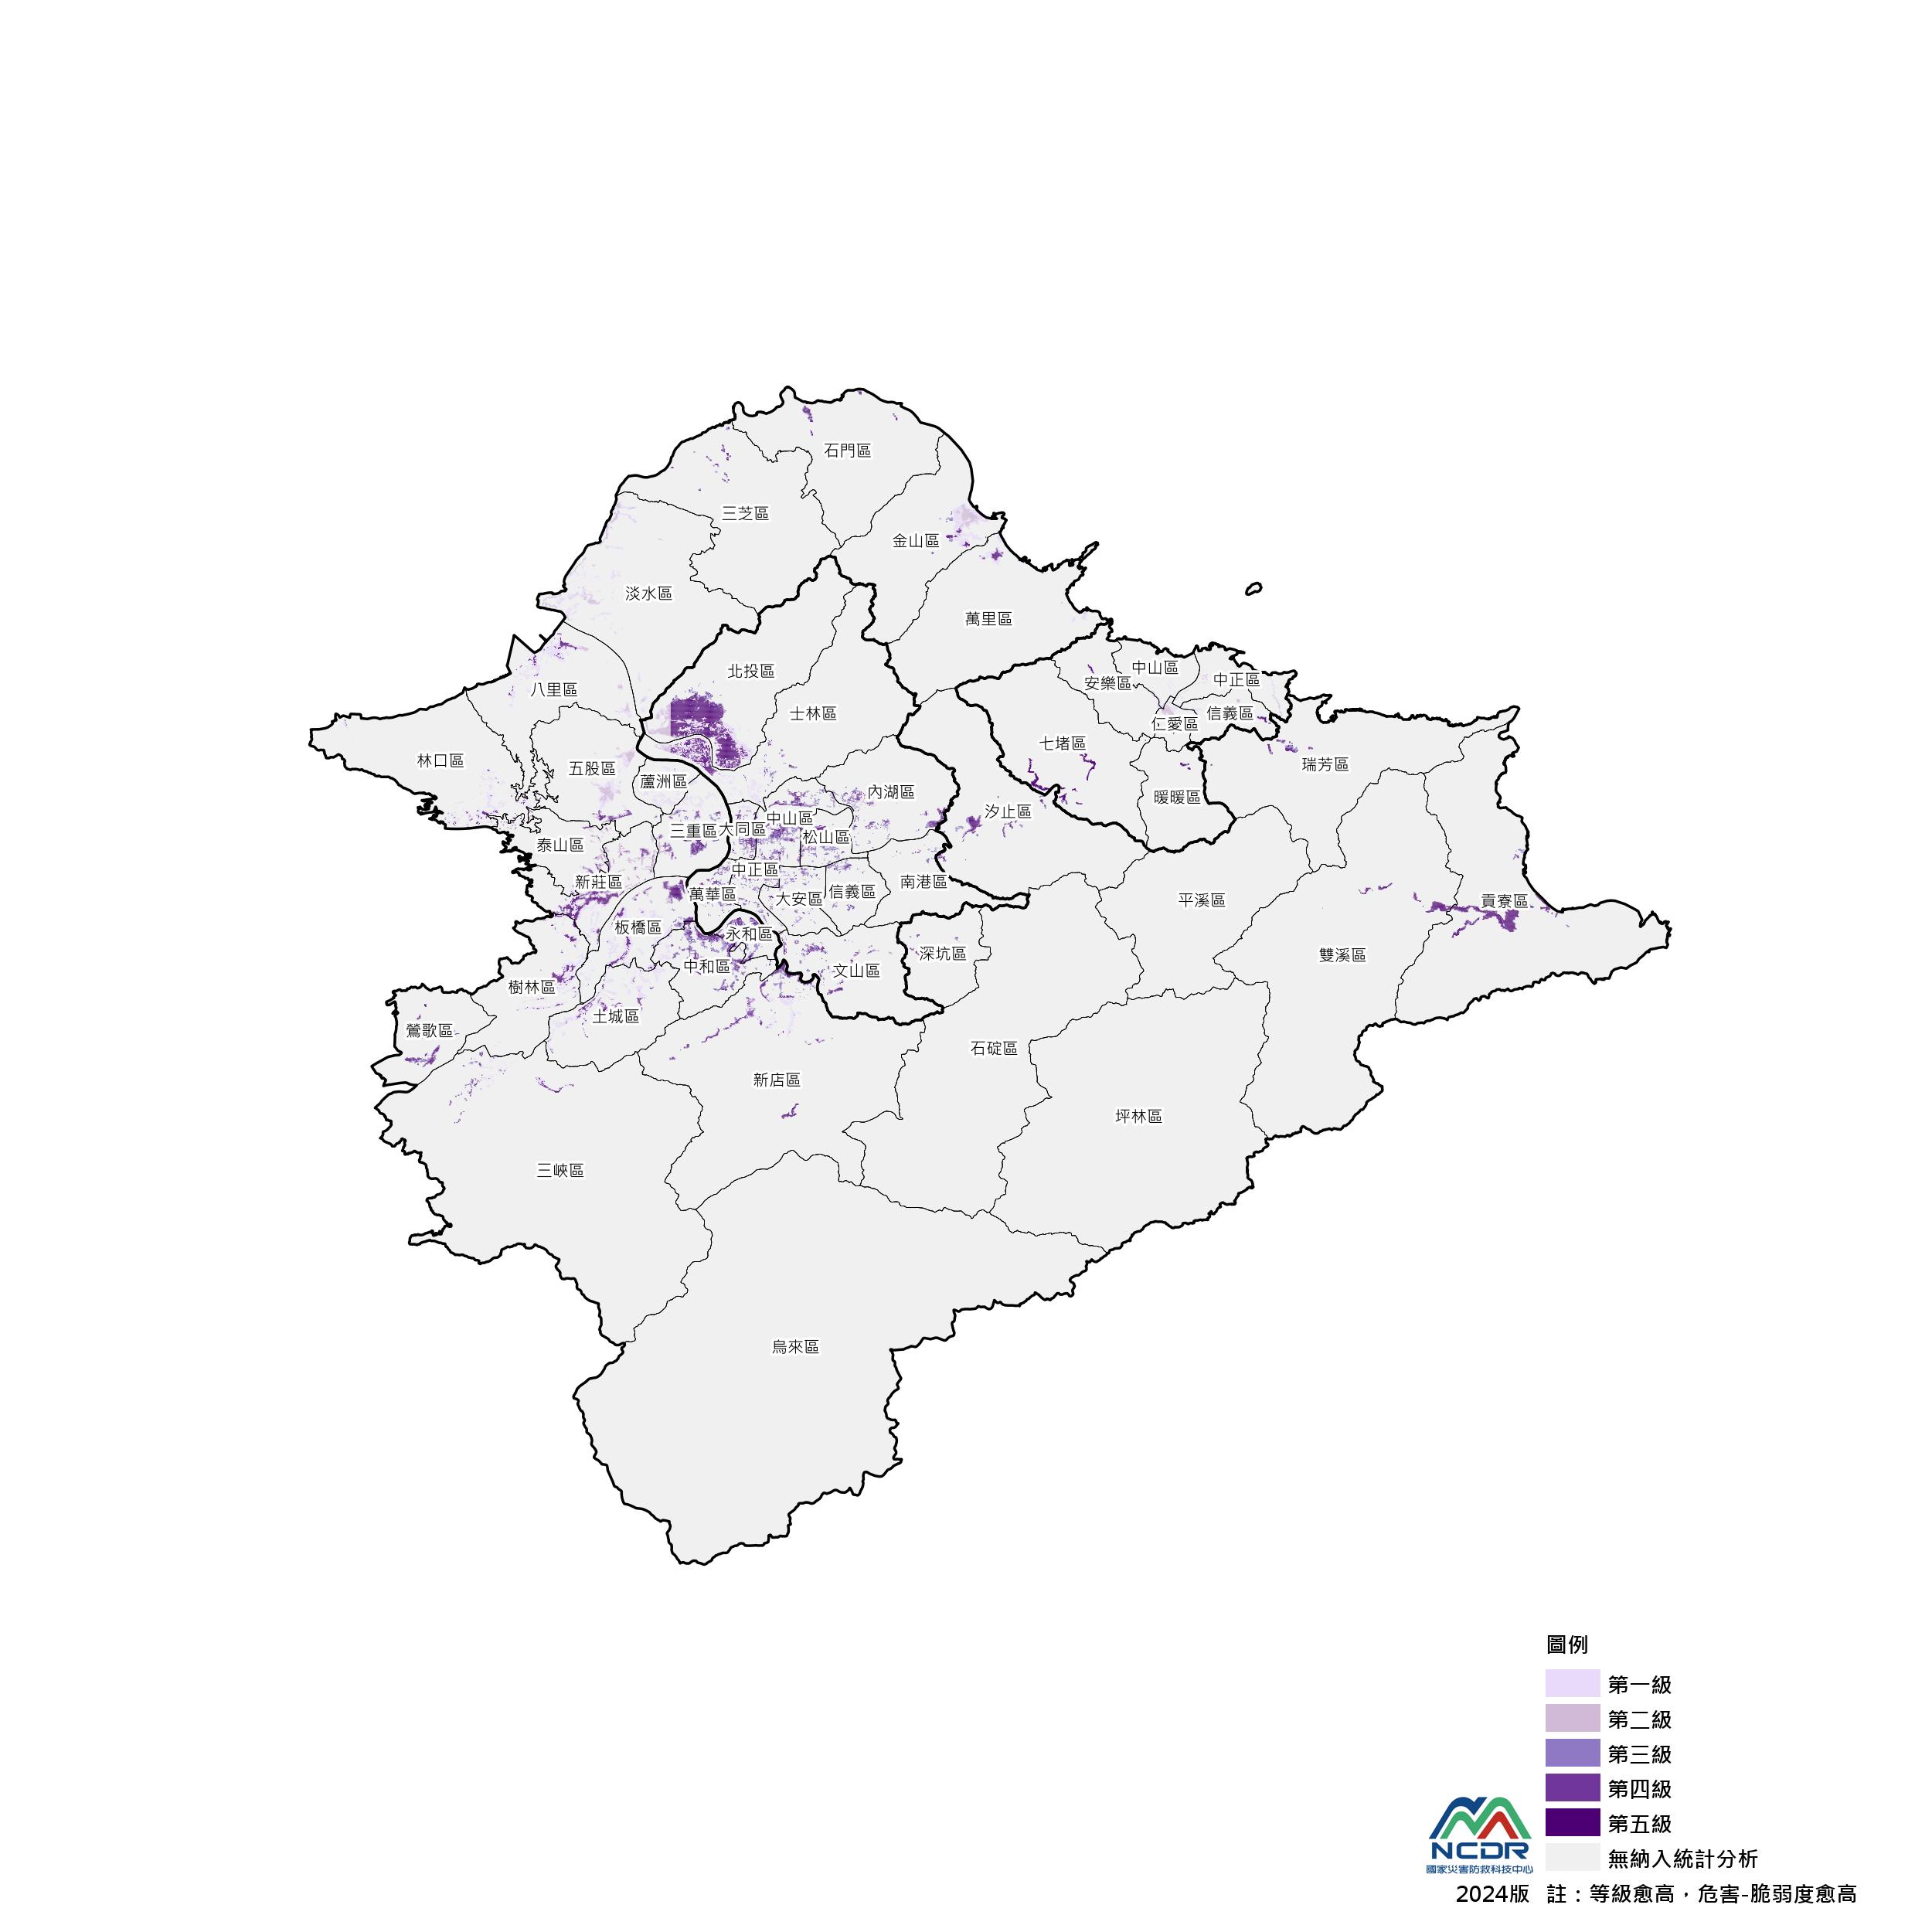 石門區
三芝區
金山區
淡水區
萬里區
北投區
中山區
安樂區
中正區
八里區
士林區
信義區
仁愛區
七堵區
林口區
五股區
瑞芳區
蘆洲區
內湖區
暖暖區
汐止區
中山區
三重區
大同區
松山區
泰山區
中正區
新莊區
南港區
萬華區
信義區
大安區
平溪區
貢寮區
板橋區
永和區
深坑區
雙溪區
中和區
文山區
樹林區
土城區
鶯歌區
石碇區
新店區
坪林區
三峽區
烏來區
圖例
第一級
第二級
第三級
第四級
第五級
無納入統計分析
NCDR
國家災害防救科技中心
2024版 註：等級愈高，危害-脆弱度愈高